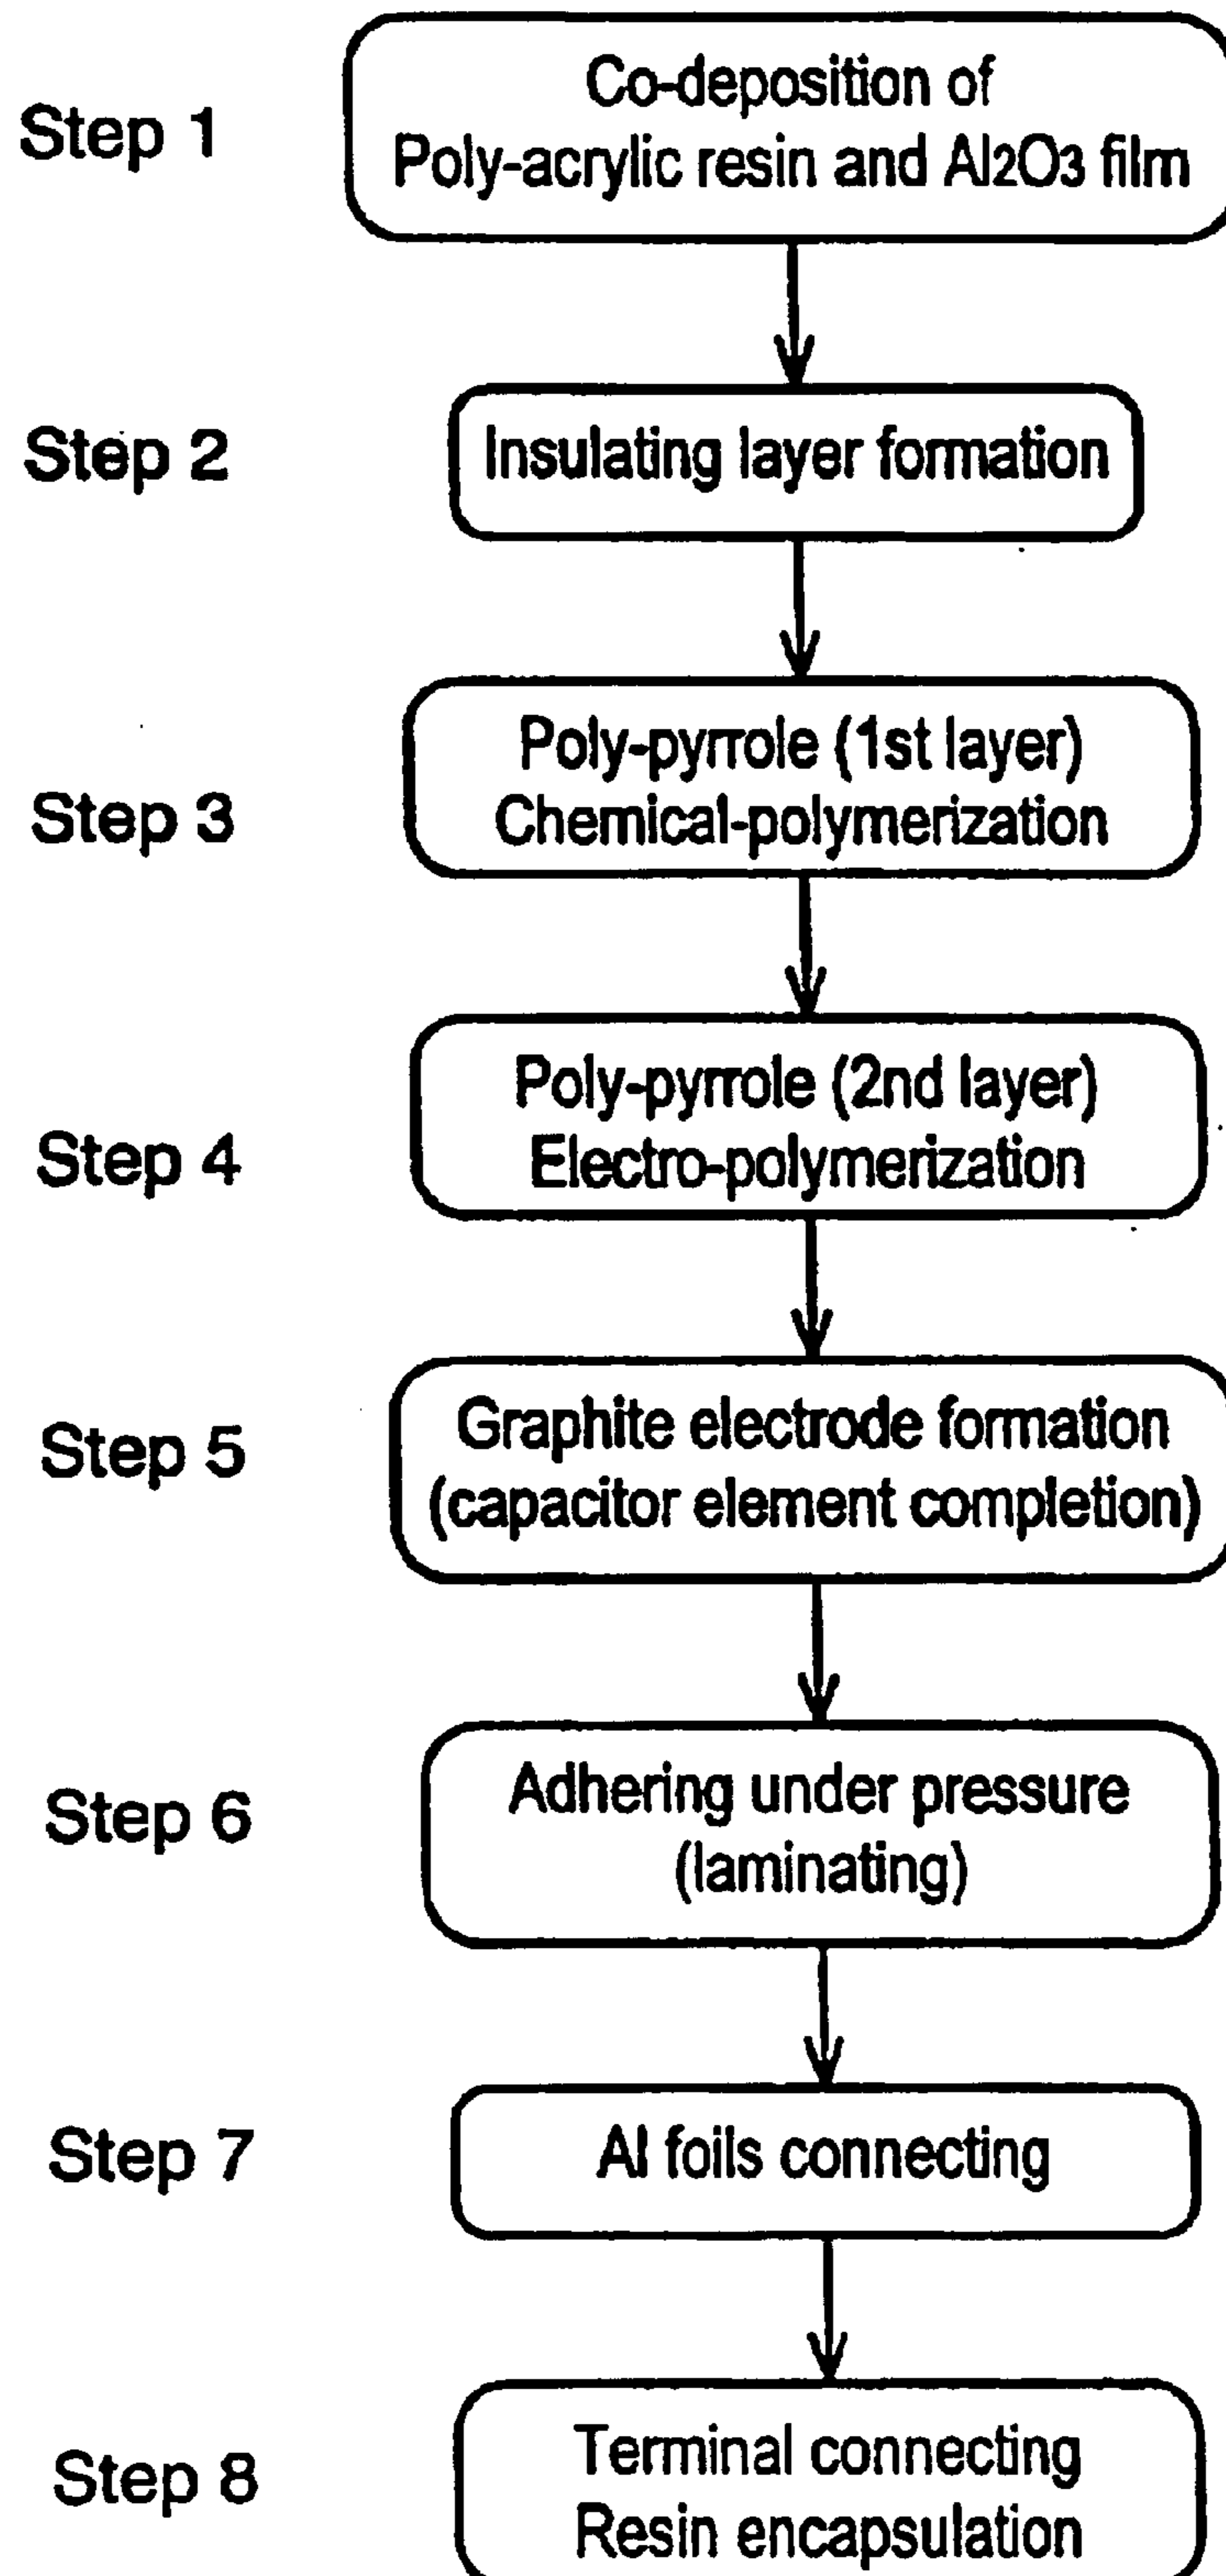 Step 1
Co-deposition of
Poly-acrylic resin and Al2O3 film
Step 2
Insulating layer formation
Step 3
Poly-pyrrole (1st layer)
Chemical-polymerization
Step 4
Poly-pyrrole (2nd layer)
Electro-polymerization
Step 5
Graphite electrode formation
(capacitor element completion)
Step 6
Adhering under pressure
(laminating)
Step 7
Al foils connecting
Step 8
Terminal connecting
Resin encapsulation